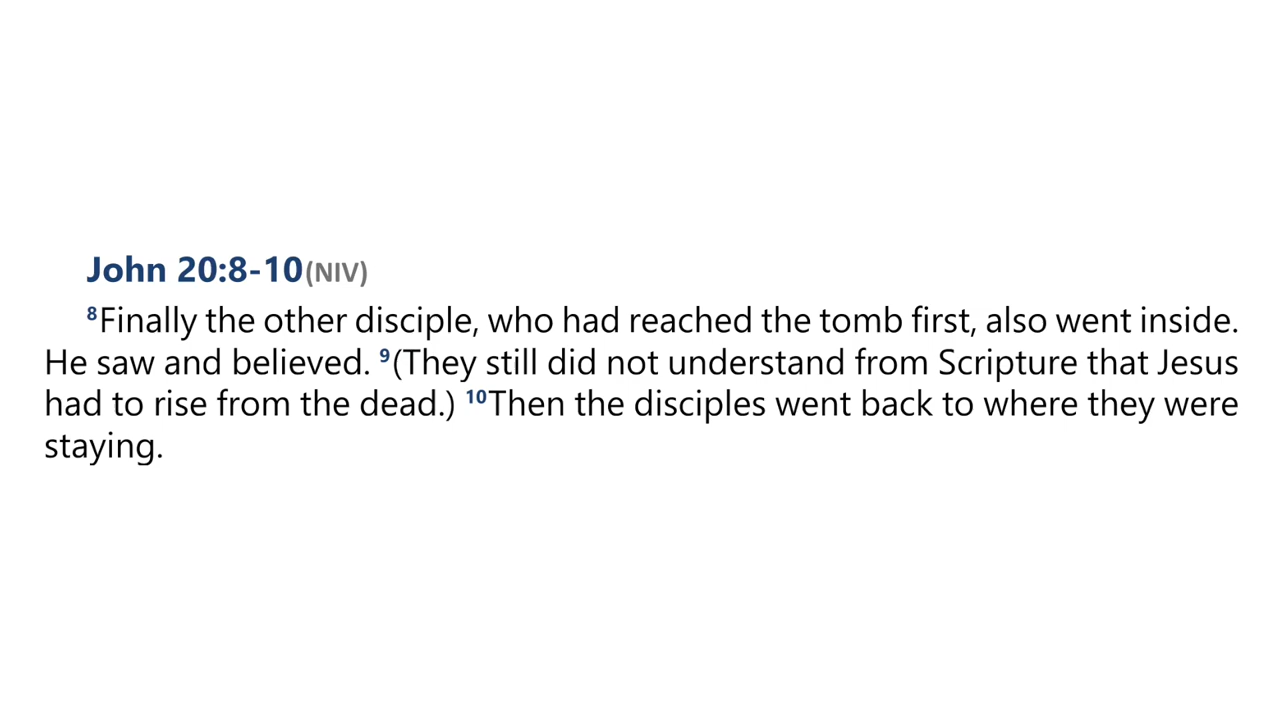 John 20:8-10(NIV)
8Finally the other disciple, who had reached the tomb first, also went inside.
He saw and believed. 9(They still did not understand from Scripture that Jesus
had to rise from the dead.) 10Then the disciples went back to where they were
staying.